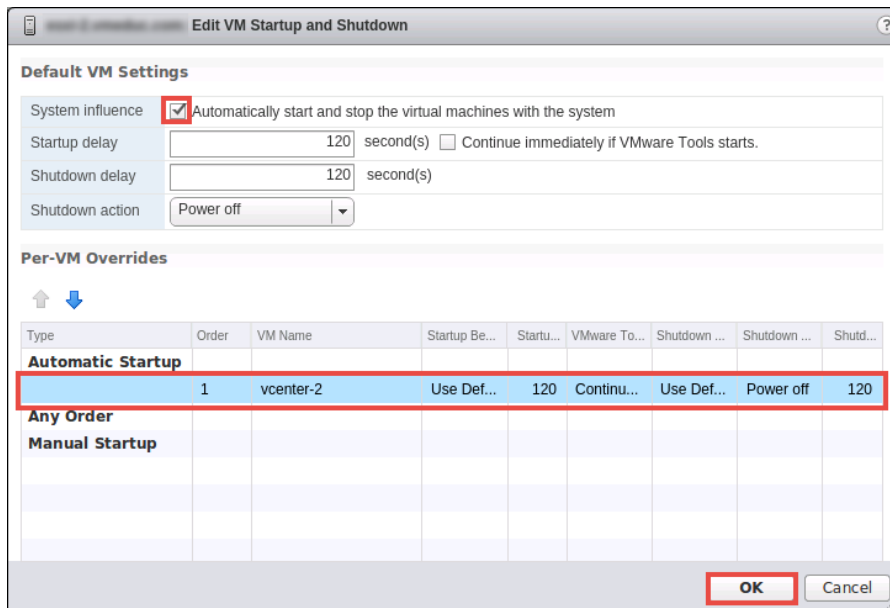 Edit VM Startup and Shutdown ?
Default VM Settings
System influence Automatically start and stop the virtual machines with the system
Startup delay 120 second(s) Continue immediately if VMware Tools starts.
Shutdown delay 120 second(s)
Shutdown action Power off
Per-VM Overrides
Type Order VM Name Startup Be... Startu... VMware To... Shutdown ... Shutdown ... Shutd...
Automatic Startup
1 vcenter-2 Use Def... 120 Continu... Use Def... Power off 120
Any Order
Manual Startup
OK Cancel